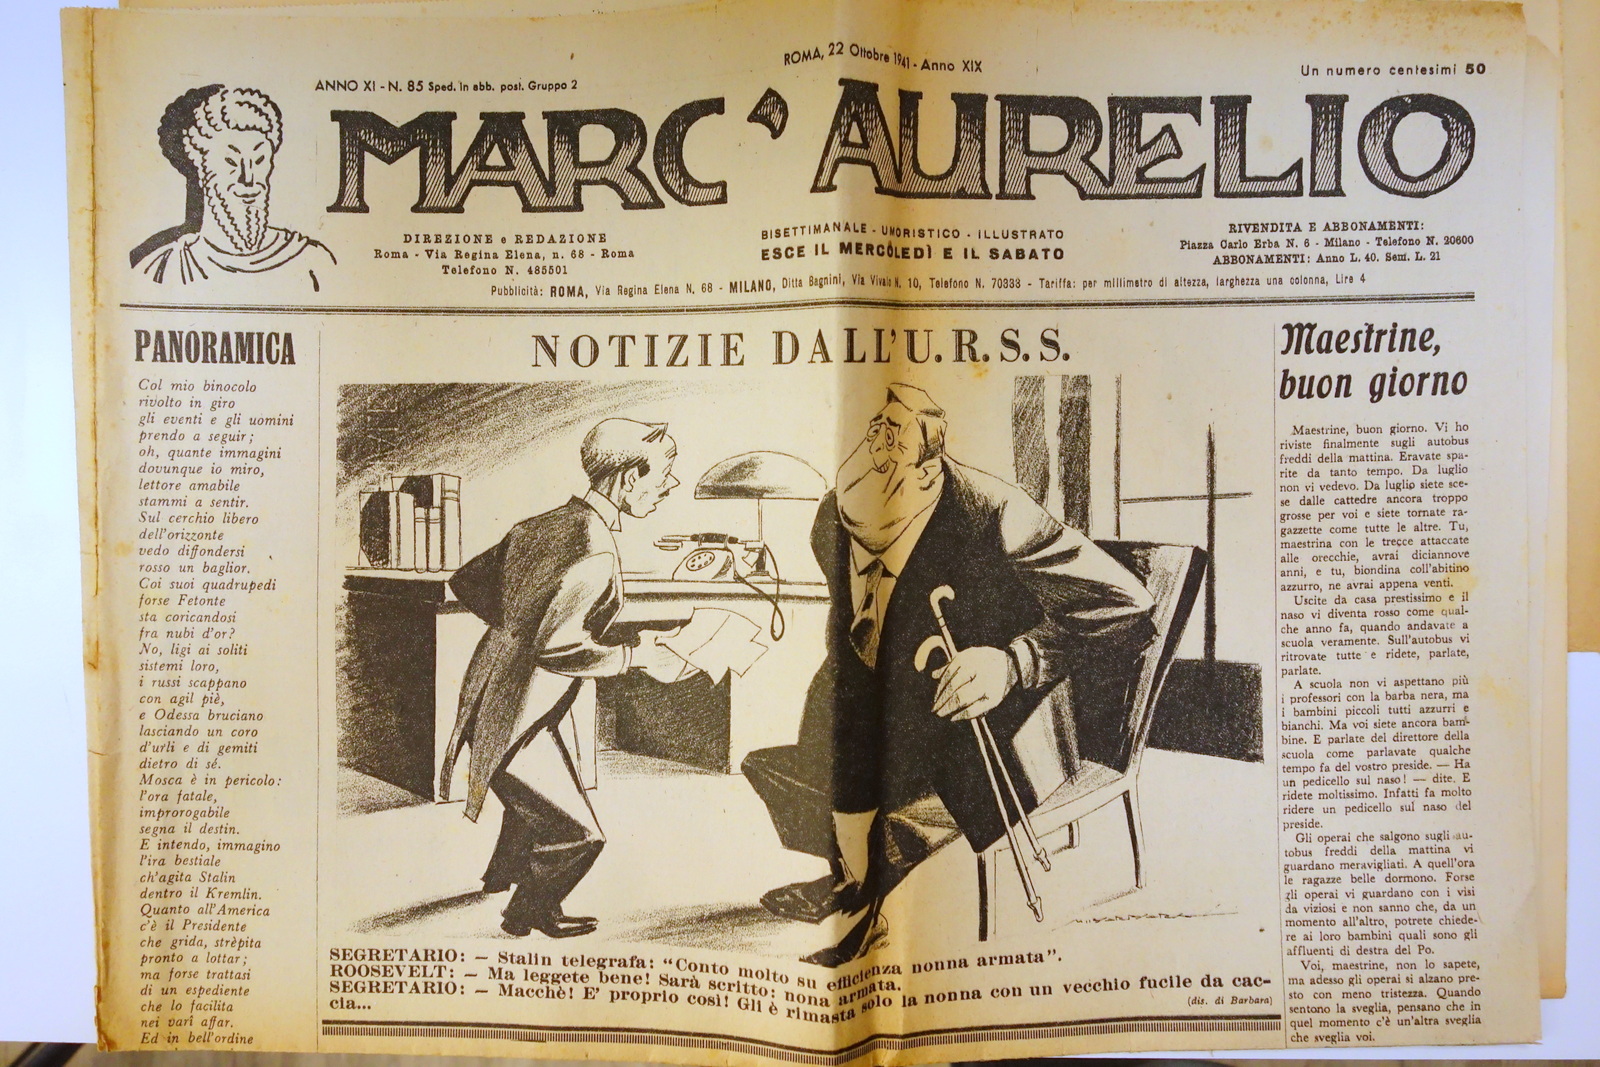 ROMA, 22 Ottobre 1941 - Anno XIX
ANNO XI - N. 85 Sped. in abb. post. Gruppo 2
Un numero centesimi 50
MARC' AURELIO
DIREZIONE e REDAZIONE
Roma - Via Regina Elena, n. 68 - Roma
Telefono N. 485501
BISETTIMANALE - UMORISTICO - ILLUSTRATO
ESCE IL MERCOLEDÌ E IL SABATO
RIVENDITA E ABBONAMENTI:
Piazza Carlo Erba N. 6 - Milano - Telefono N. 20600
ABBONAMENTI: Anno L. 40. Sem. L. 21
Pubblicità: ROMA, Via Regina Elena N. 68 - MILANO, Ditta Bagnini, Via Vivaio N. 10, Telefono N. 70333 - Tariffa: per millimetro di altezza, larghezza una colonna, Lire 4
PANORAMICA
Col mio binocolo
rivolto in giro
gli eventi e gli uomini
prendo a seguir;
oh, quante immagini
dovunque io miro,
lettore amabile
stammi a sentir.
Sul cerchio libero
dell'orizzonte
vedo diffondersi
rosso un baglior.
Coi suoi quadrupedi
forse Fetonte
sta coricandosi
fra nubi d'or?
No, ligi ai soliti
sistemi loro,
i russi scappano
con agil piè,
e Odessa bruciano
lasciando un coro
d'urli e di gemiti
dietro di sé.
Mosca è in pericolo:
l'ora fatale,
improrogabile
segna il destin.
E intendo, immagino
l'ira bestiale
ch'agita Stalin
dentro il Kremlin.
Quanto all'America
c'è il Presidente
che grida, strèpita
pronto a lottar;
ma forse trattasi
di un espediente
che lo facilita
nei varî affar.
Ed in bell'ordine
NOTIZIE DALL'U.R.S.S.
SEGRETARIO: - Stalin telegrafa: "Conto molto su efficienza nonna armata".
ROOSEVELT: - Ma leggete bene! Sarà scritto: nona armata.
SEGRETARIO: - Macchè! E' proprio così! Gli è rimasta solo la nonna con un vecchio fucile da cac-
cia...
(dis. di Barbara)
Maestrine,
buon giorno
Maestrine, buon giorno. Vi ho
riviste finalmente sugli autobus
freddi della mattina. Eravate spa-
rite da tanto tempo. Da luglio
non vi vedevo. Da luglio siete sce-
se dalle cattedre ancora troppo
grosse per voi e siete tornate ra-
gazzette come tutte le altre. Tu,
maestrina con le trecce attaccate
alle orecchie, avrai diciannove
anni, e tu, biondina coll'abitino
azzurro, ne avrai appena venti.
Uscite da casa prestissimo e il
naso vi diventa rosso come qual-
che anno fa, quando andavate a
scuola veramente. Sull'autobus vi
ritrovate tutte e ridete, parlate,
parlate.
A scuola non vi aspettano più
i professori con la barba nera, ma
i bambini piccoli tutti azzurri e
bianchi. Ma voi siete ancora bam-
bine. E parlate del direttore della
scuola come parlavate qualche
tempo fa del vostro preside. — Ha
un pedicello sul naso! — dite. E
ridete moltissimo. Infatti fa molto
ridere un pedicello sul naso del
preside.
Gli operai che salgono sugli au-
tobus freddi della mattina vi
guardano meravigliati. A quell'ora
le ragazze belle dormono. Forse
gli operai vi guardano con i visi
da viziosi e non sanno che, da un
momento all'altro, potrete chiede-
re ai loro bambini quali sono gli
affluenti di destra del Po.
Voi, maestrine, non lo sapete,
ma adesso gli operai si alzano pre-
sto con meno tristezza. Quando
sentono la sveglia, pensano che in
quel momento c'è un'altra sveglia
che sveglia voi.